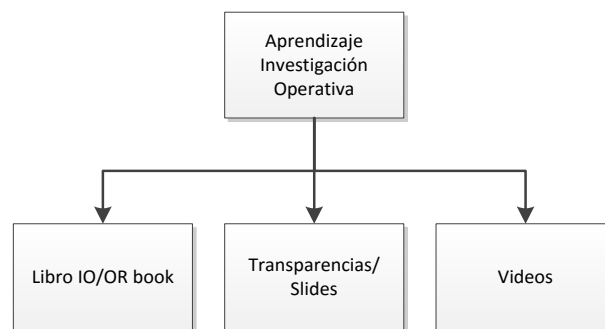 Aprendizaje
Investigación
Operativa
Libro IO/OR book
Transparencias/
Slides
Videos